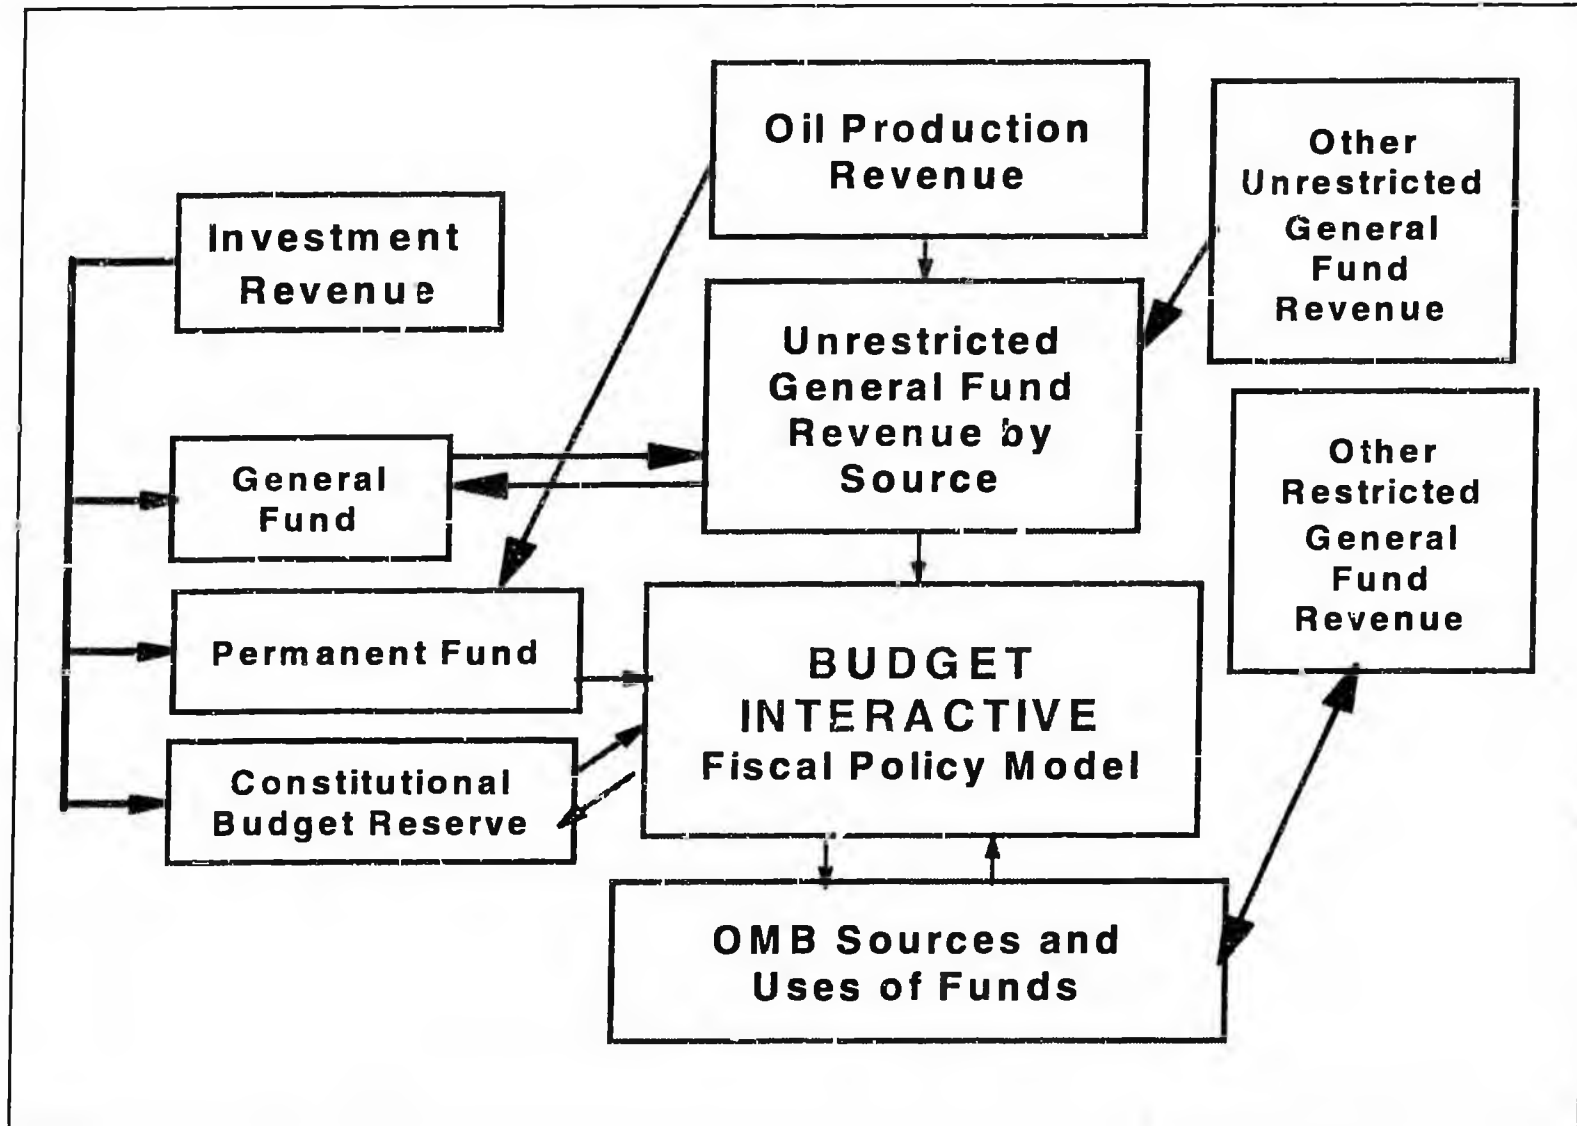 Oil Production
Revenue
Other
Unrestricted
General
Fund
Revenue
Investment
Revenue
Unrestricted
General Fund
Revenue by
Source
General
Fund
Other
Restricted
General
Fund
Revenue
Permanent Fund
BUDGET
INTERACTIVE
Fiscal Policy Model
Constitutional
Budget Reserve
OMB Sources and
Uses of Funds